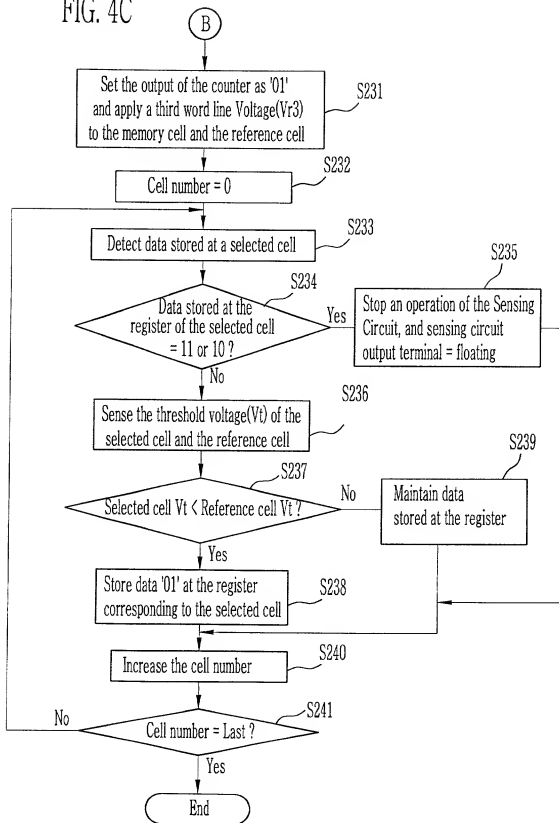 FIG. 4C
B
Set the output of the counter as '01'
and apply a third word line Voltage(Vr3)
to the memory cell and the reference cell
S231
Cell number = 0
S232
Detect data stored at a selected cell
S233
Data stored at the
register of the selected cell
= 11 or 10 ?
S234
Yes
Stop an operation of the Sensing
Circuit, and sensing circuit
output terminal = floating
S235
No
Sense the threshold voltage(Vt) of the
selected cell and the reference cell
S236
Selected cell Vt < Reference cell Vt ?
S237
No
Maintain data
stored at the register
S239
Yes
Store data '01' at the register
corresponding to the selected cell
S238
Increase the cell number
S240
Cell number = Last ?
S241
No
Yes
End